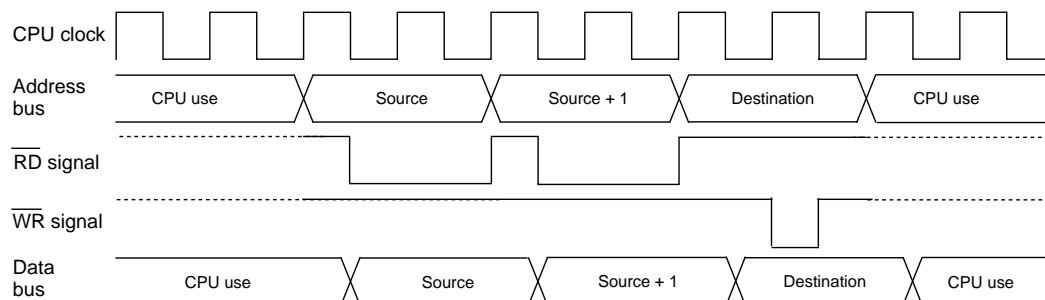 CPU clock
Address
bus
CPU use Source Source + 1 Destination CPU use
RD signal
WR signal
Data
bus
CPU use Source Source + 1 Destination CPU use